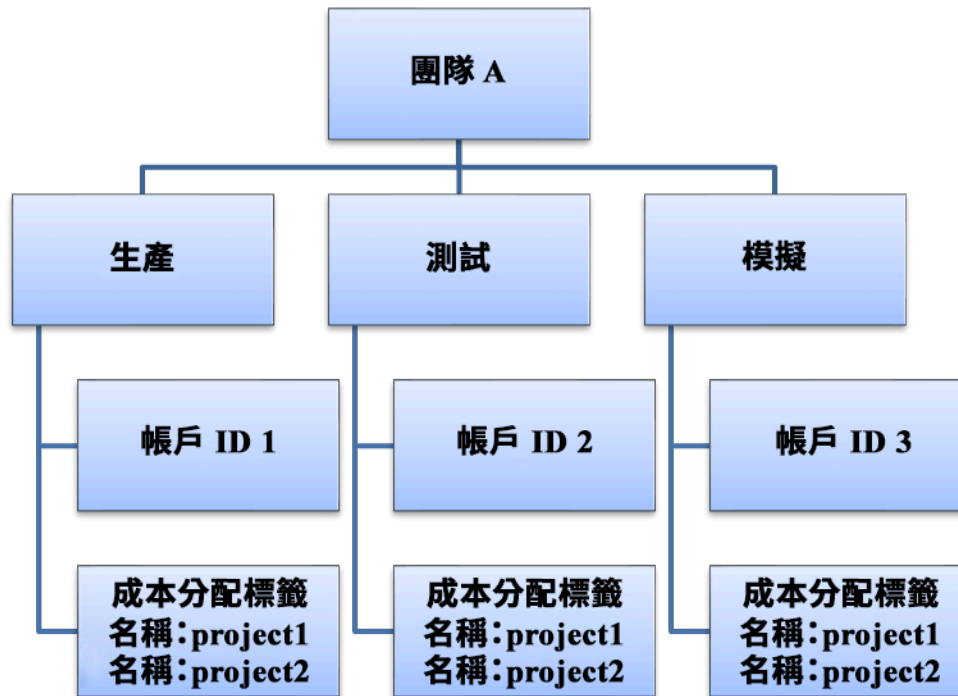 團隊 A
生產
測試
模擬
帳戶 ID 1
帳戶 ID 2
帳戶 ID 3
成本分配標籤
名稱：project1
名稱：project2
成本分配標籤
名稱：project1
名稱：project2
成本分配標籤
名稱：project1
名稱：project2